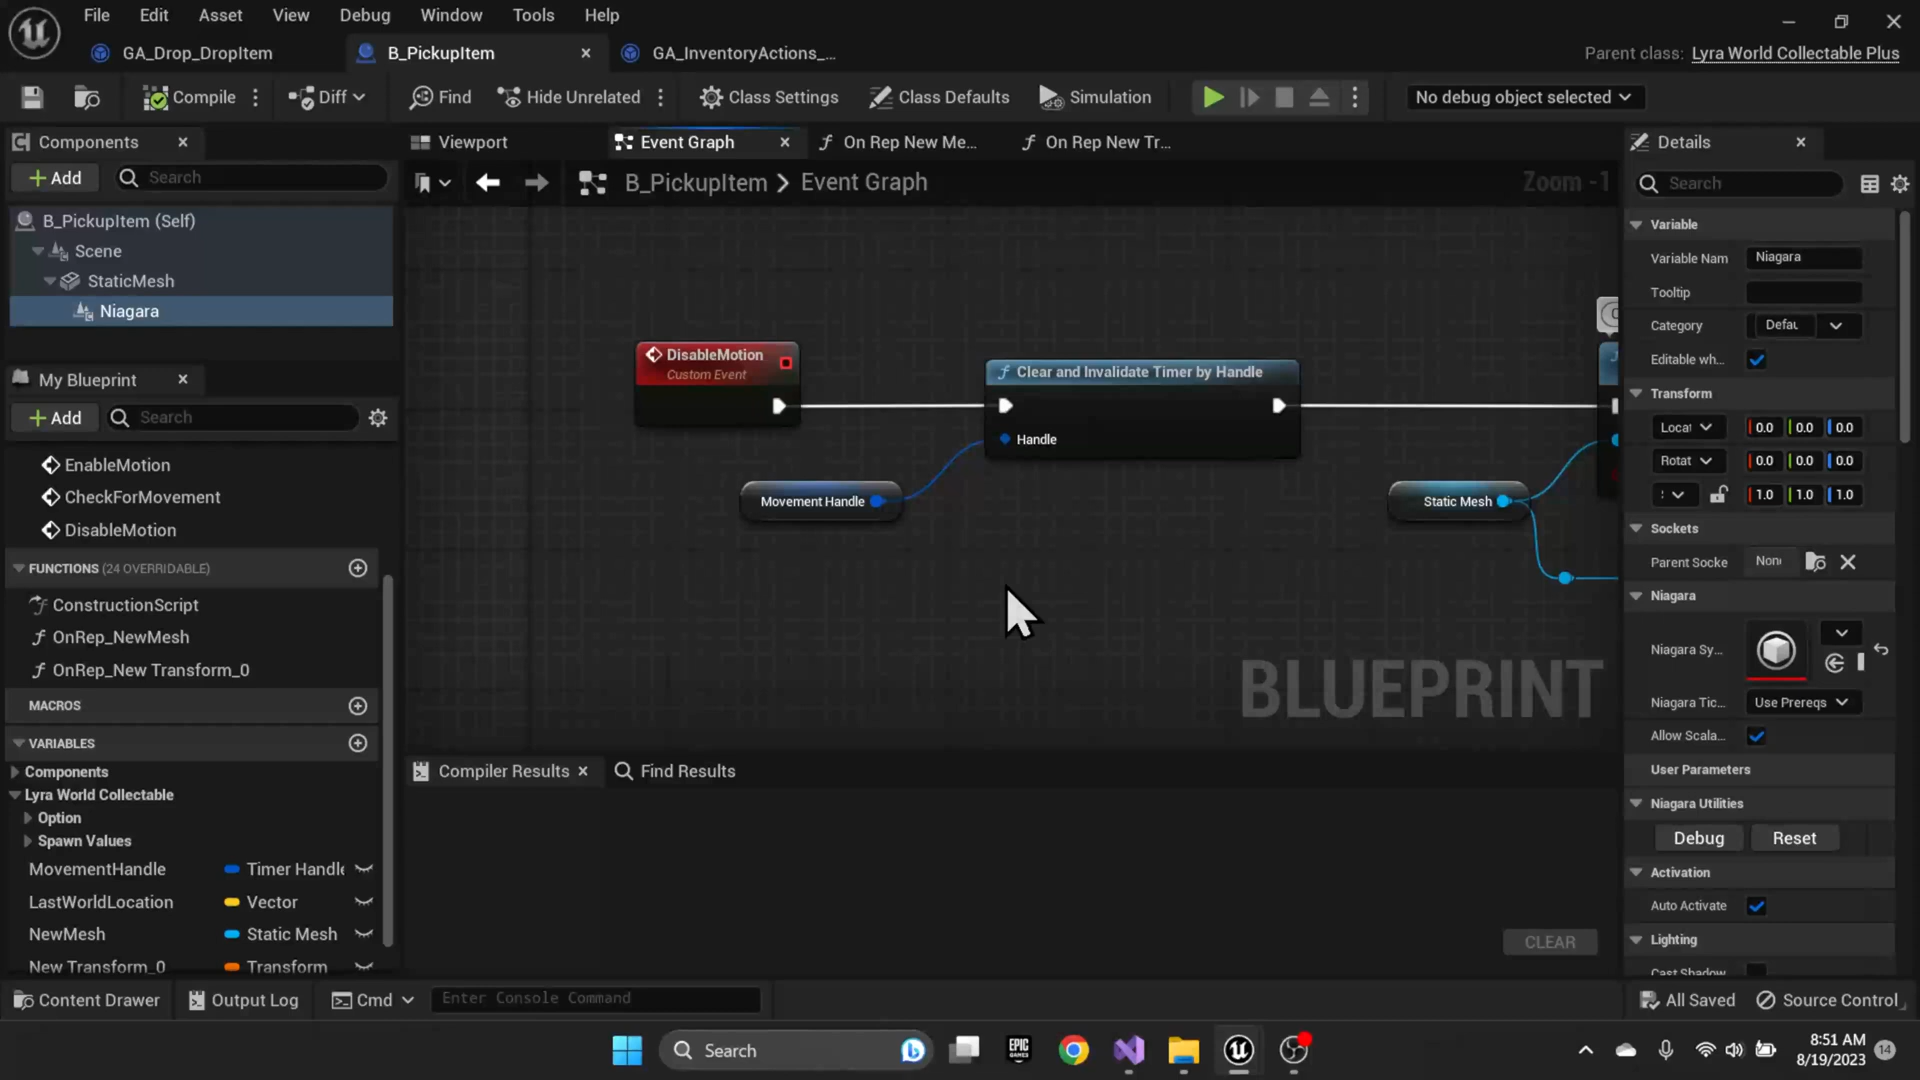 File Edit Asset View Debug Window Tools Help
GA_Drop_DropItem B_PickupItem GA_InventoryActions_... Parent class: Lyra World Collectable Plus
Compile Diff Find Hide Unrelated Class Settings Class Defaults Simulation No debug object selected
Components Viewport Event Graph On Rep New Me... On Rep New Tr... Details
Add Search B_PickupItem Event Graph Zoom -1 Search
B_PickupItem (Self)
Scene
StaticMesh
Niagara
My Blueprint
Add Search
EnableMotion
CheckForMovement
DisableMotion
FUNCTIONS (24 OVERRIDABLE)
ConstructionScript
OnRep_NewMesh
OnRep_New Transform_0
MACROS
VARIABLES
Components
Lyra World Collectable
Option
Spawn Values
MovementHandle Timer Handle
LastWorldLocation Vector
NewMesh Static Mesh
New Transform_0 Transform
DisableMotion
Custom Event
Clear and Invalidate Timer by Handle
Handle
Movement Handle
Static Mesh
BLUEPRINT
Compiler Results Find Results
CLEAR
Variable
Variable Nam Niagara
Tooltip
Category Defau
Editable wh...
Transform
Locat 0.0 0.0 0.0
Rotat 0.0 0.0 0.0
1.0 1.0 1.0
Sockets
Parent Socke None
Niagara
Niagara Sy...
Niagara Tic... Use Prereqs
Allow Scala...
User Parameters
Niagara Utilities
Debug Reset
Activation
Auto Activate
Lighting
Cast Shadow
Content Drawer Output Log Cmd Enter Console Command All Saved Source Control
Search EPIC GAMES 8:51 AM
8/19/2023 14